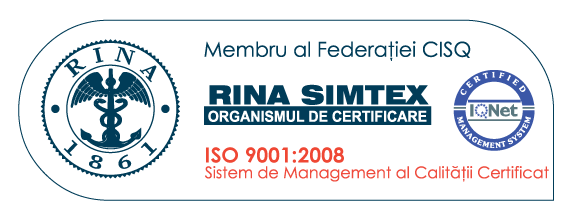 RINA
1861
Membru al Federației CISQ
RINA SIMTEX
ORGANISMUL DE CERTIFICARE
CERTIFIED
IQNet
MANAGEMENT SYSTEM
ISO 9001:2008
Sistem de Management al Calității Certificat